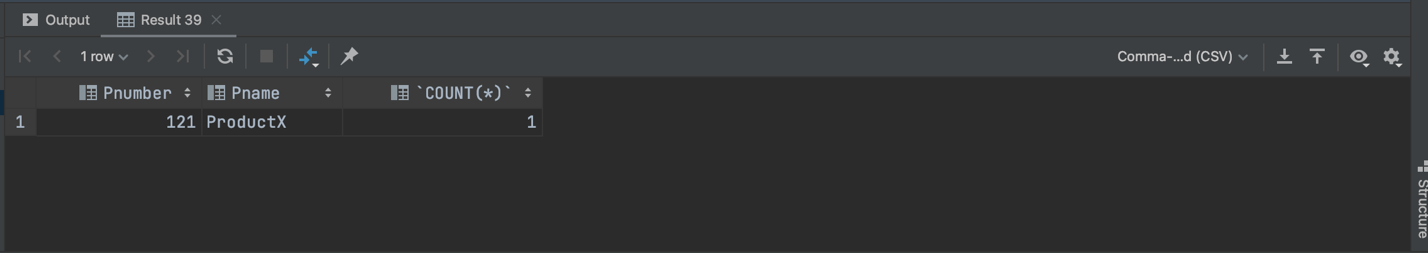 Output Result 39
1 row Comma-...d (CSV)
Pnumber Pname `COUNT(*)`
1 121 ProductX 1
Structure